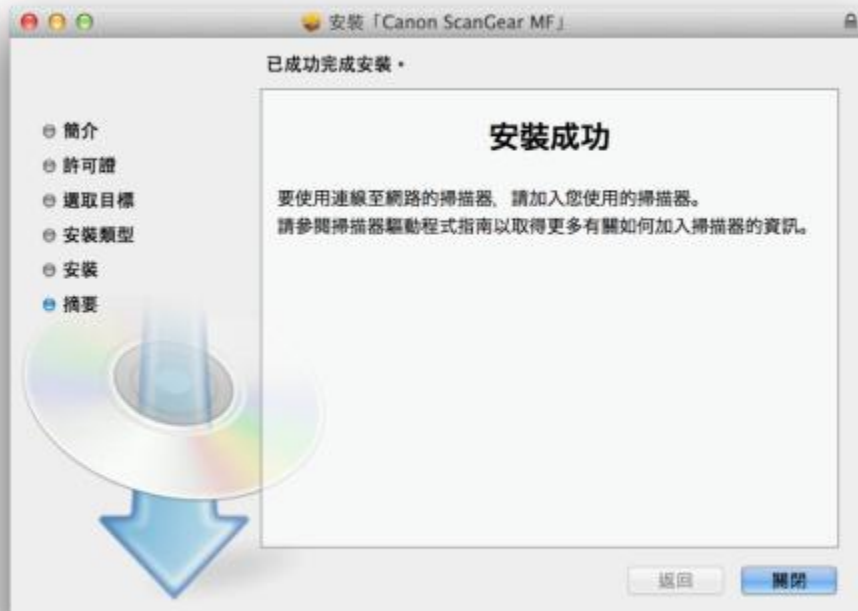 安裝「Canon ScanGear MF」
已成功完成安裝。
簡介
許可證
選取目標
安裝類型
安裝
摘要
安裝成功
要使用連線至網路的掃描器，請加入您使用的掃描器。
請參閱掃描器驅動程式指南以取得更多有關如何加入掃描器的資訊。
返回
關閉